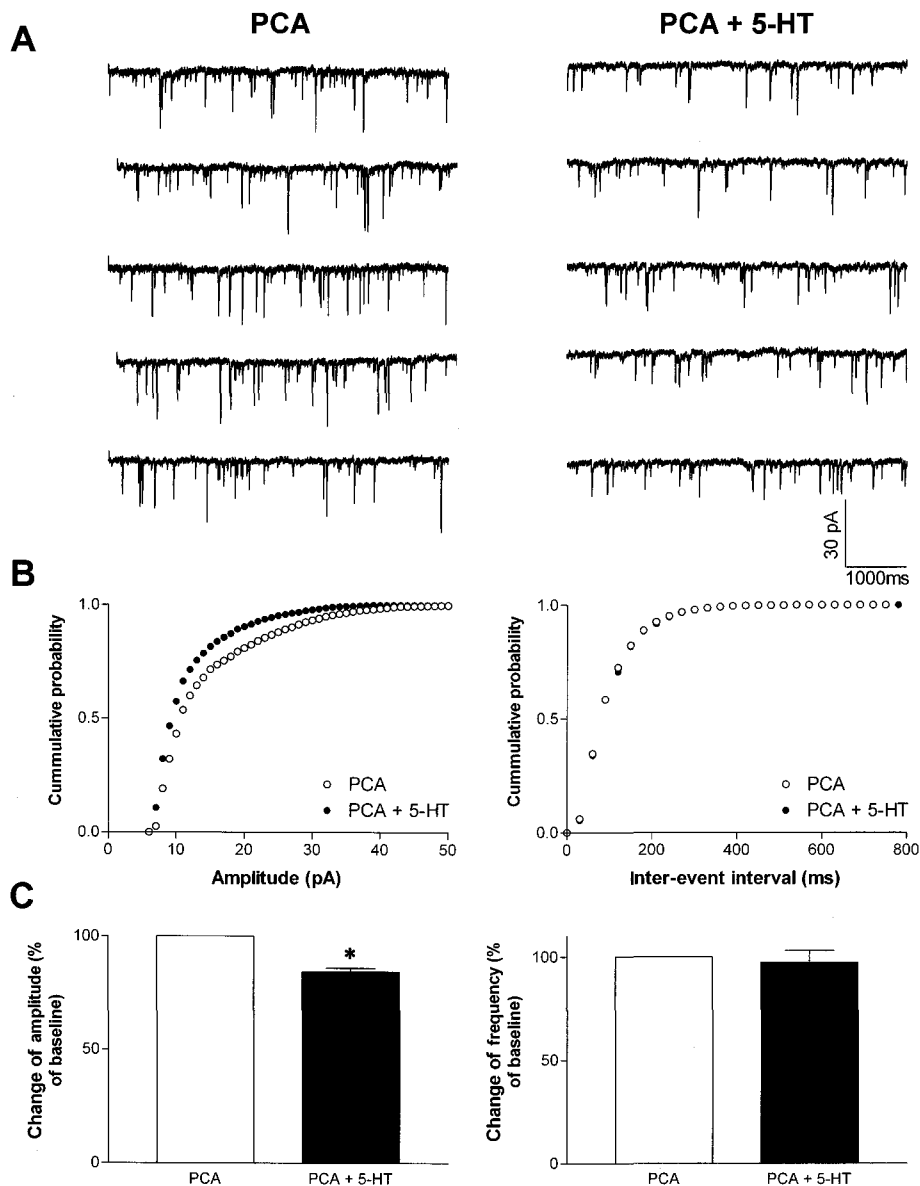 A
PCA
PCA + 5-HT
30 pA
1000ms
B
Cummulative probability
1.0
0.5
0.0
PCA
PCA + 5-HT
0
10
20
30
40
50
Amplitude (pA)
Cummulative probability
1.0
0.5
0.0
PCA
PCA + 5-HT
0
200
400
600
800
Inter-event interval (ms)
C
Change of amplitude (%
of baseline)
100
50
0
*
PCA
PCA + 5-HT
Change of frequency (%
of baseline)
100
50
0
PCA
PCA + 5-HT